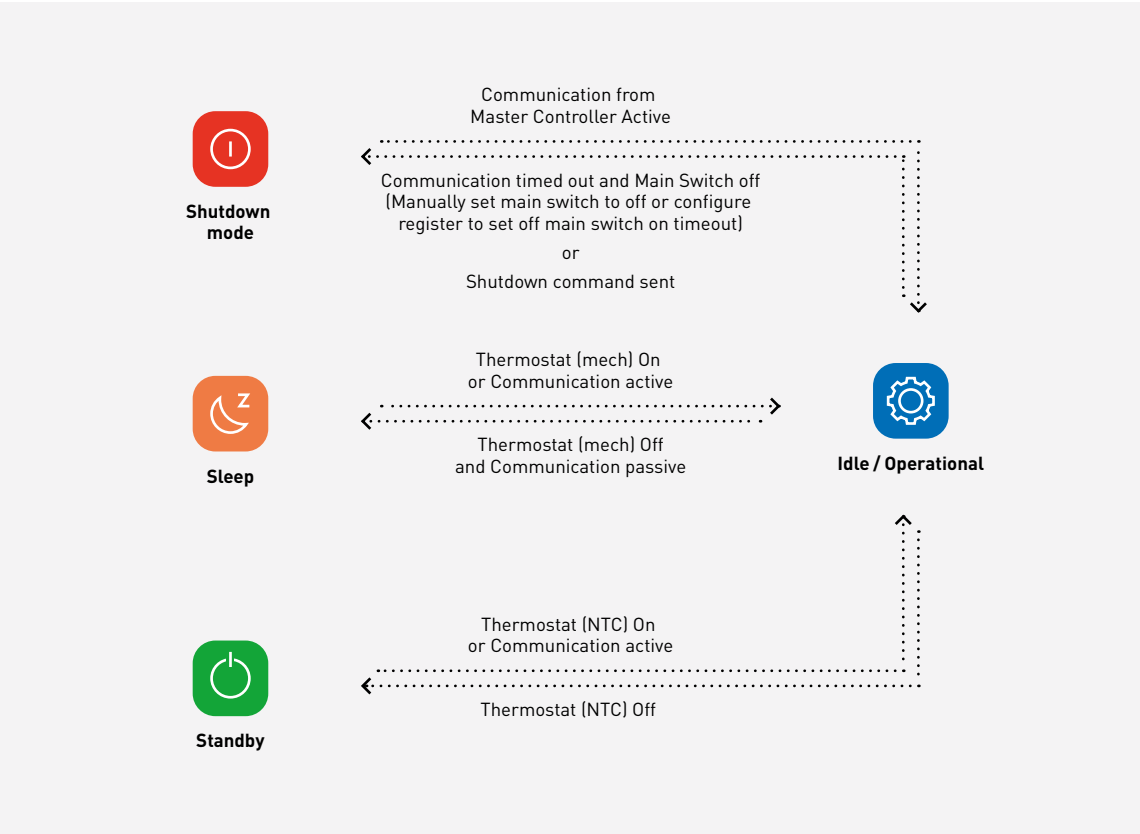 Communication from
Master Controller Active
Shutdown
mode
Communication timed out and Main Switch off
(Manually set main switch to off or configure
register to set off main switch on timeout)
or
Shutdown command sent
Thermostat (mech) On
or Communication active
Z
Sleep
Thermostat (mech) Off
and Communication passive
Idle / Operational
Thermostat (NTC) On
or Communication active
Standby
Thermostat (NTC) Off